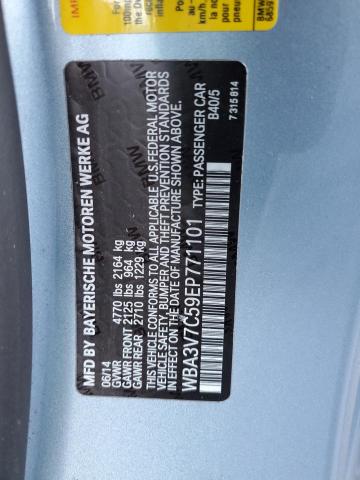 MFD BY BAYERISCHE MOTOREN WERKE AG
06/14
GVWR 4770 lbs 2164 kg
GAWR FRONT 2125 lbs 964 kg
GAWR REAR 2710 lbs 1229 kg
THIS VEHICLE CONFORMS TO ALL APPLICABLE U.S. FEDERAL MOTOR
VEHICLE SAFETY, BUMPER, AND THEFT PREVENTION STANDARDS
IN EFFECT ON THE DATE OF MANUFACTURE SHOWN ABOVE.
WBA3V7C59EP771101 TYPE: PASSENGER CAR
B40/5
7 315 814
BMW
BMW
BMW